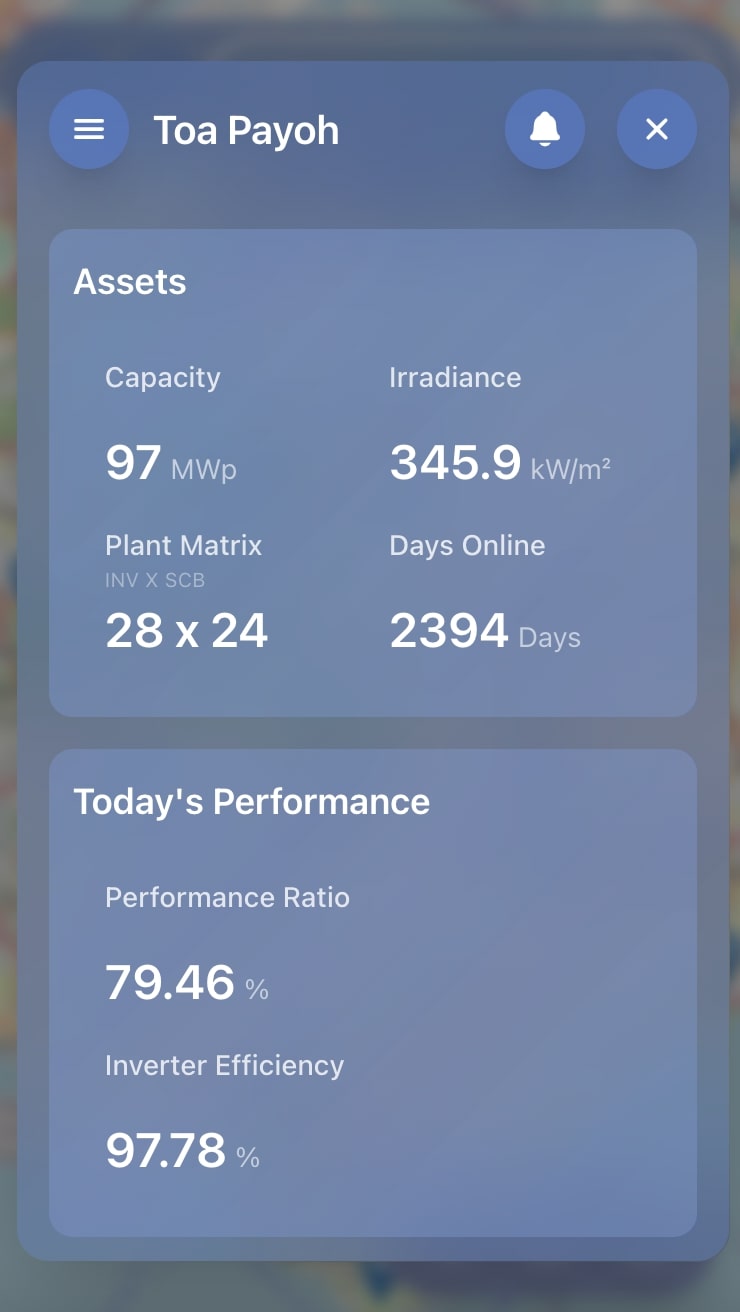 Toa Payoh
Assets
Capacity
Irradiance
97 MWp
345.9 kW/m²
Plant Matrix
Days Online
INV X SCB
28 x 24
2394 Days
Today's Performance
Performance Ratio
79.46 %
Inverter Efficiency
97.78 %